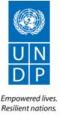 U N
D P
Empowered lives.
Resilient nations.